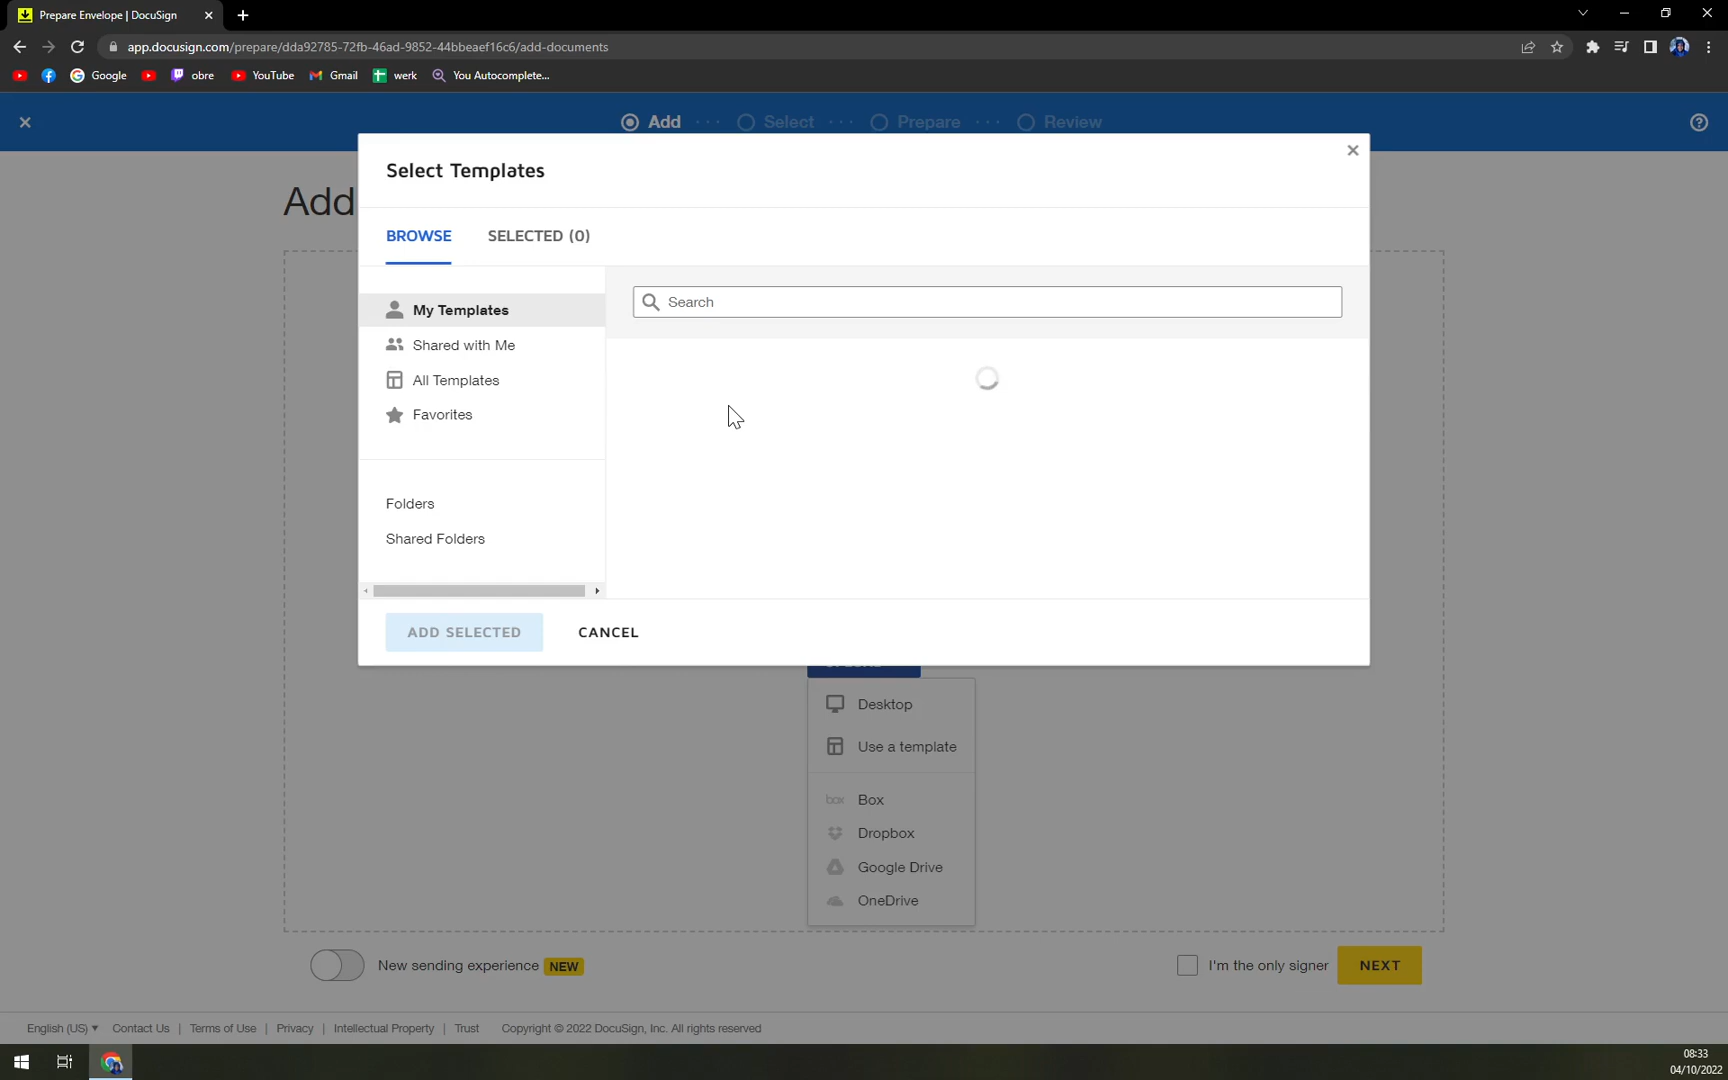 Prepare Envelope | DocuSign
app.docusign.com/prepare/dda92785-72fb-46ad-9852-44bbeaef16c6/add-documents
Google
obre
YouTube
Gmail
werk
You Autocomplete...
Add
Select
Prepare
Review
Add
Select Templates
BROWSE
SELECTED (0)
My Templates
Shared with Me
All Templates
Favorites
Folders
Shared Folders
Search
ADD SELECTED
CANCEL
Desktop
Use a template
box Box
Dropbox
Google Drive
OneDrive
New sending experience NEW
I'm the only signer
NEXT
English (US) ▼ Contact Us | Terms of Use | Privacy | Intellectual Property | Trust Copyright © 2022 DocuSign, Inc. All rights reserved
08:33
04/10/2022